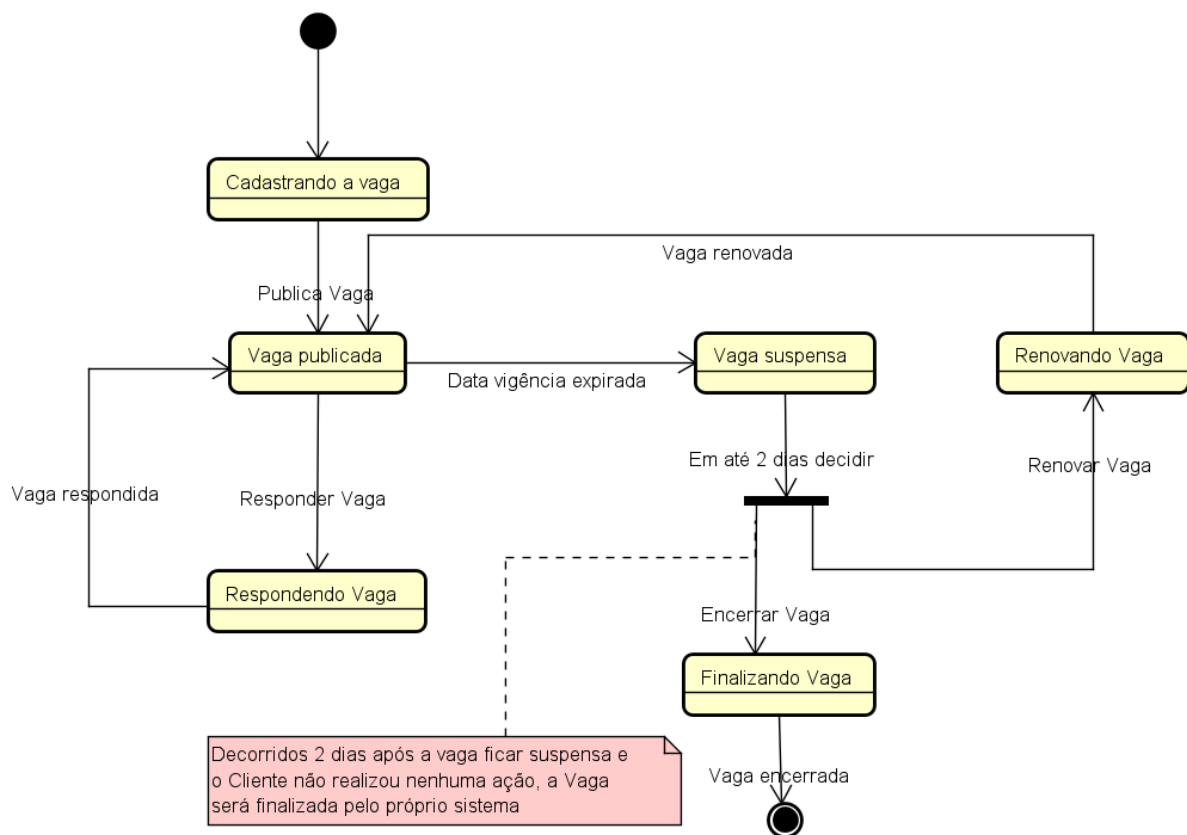 Cadastrando a vaga
Vaga renovada
Publica Vaga
Vaga publicada
Vaga suspensa
Renovando Vaga
Data vigência expirada
Em até 2 dias decidir
Renovar Vaga
Vaga respondida
Responder Vaga
Respondendo Vaga
Encerrar Vaga
Finalizando Vaga
Decorridos 2 dias após a vaga ficar suspensa e
o Cliente não realizou nenhuma ação, a Vaga
será finalizada pelo próprio sistema
Vaga encerrada